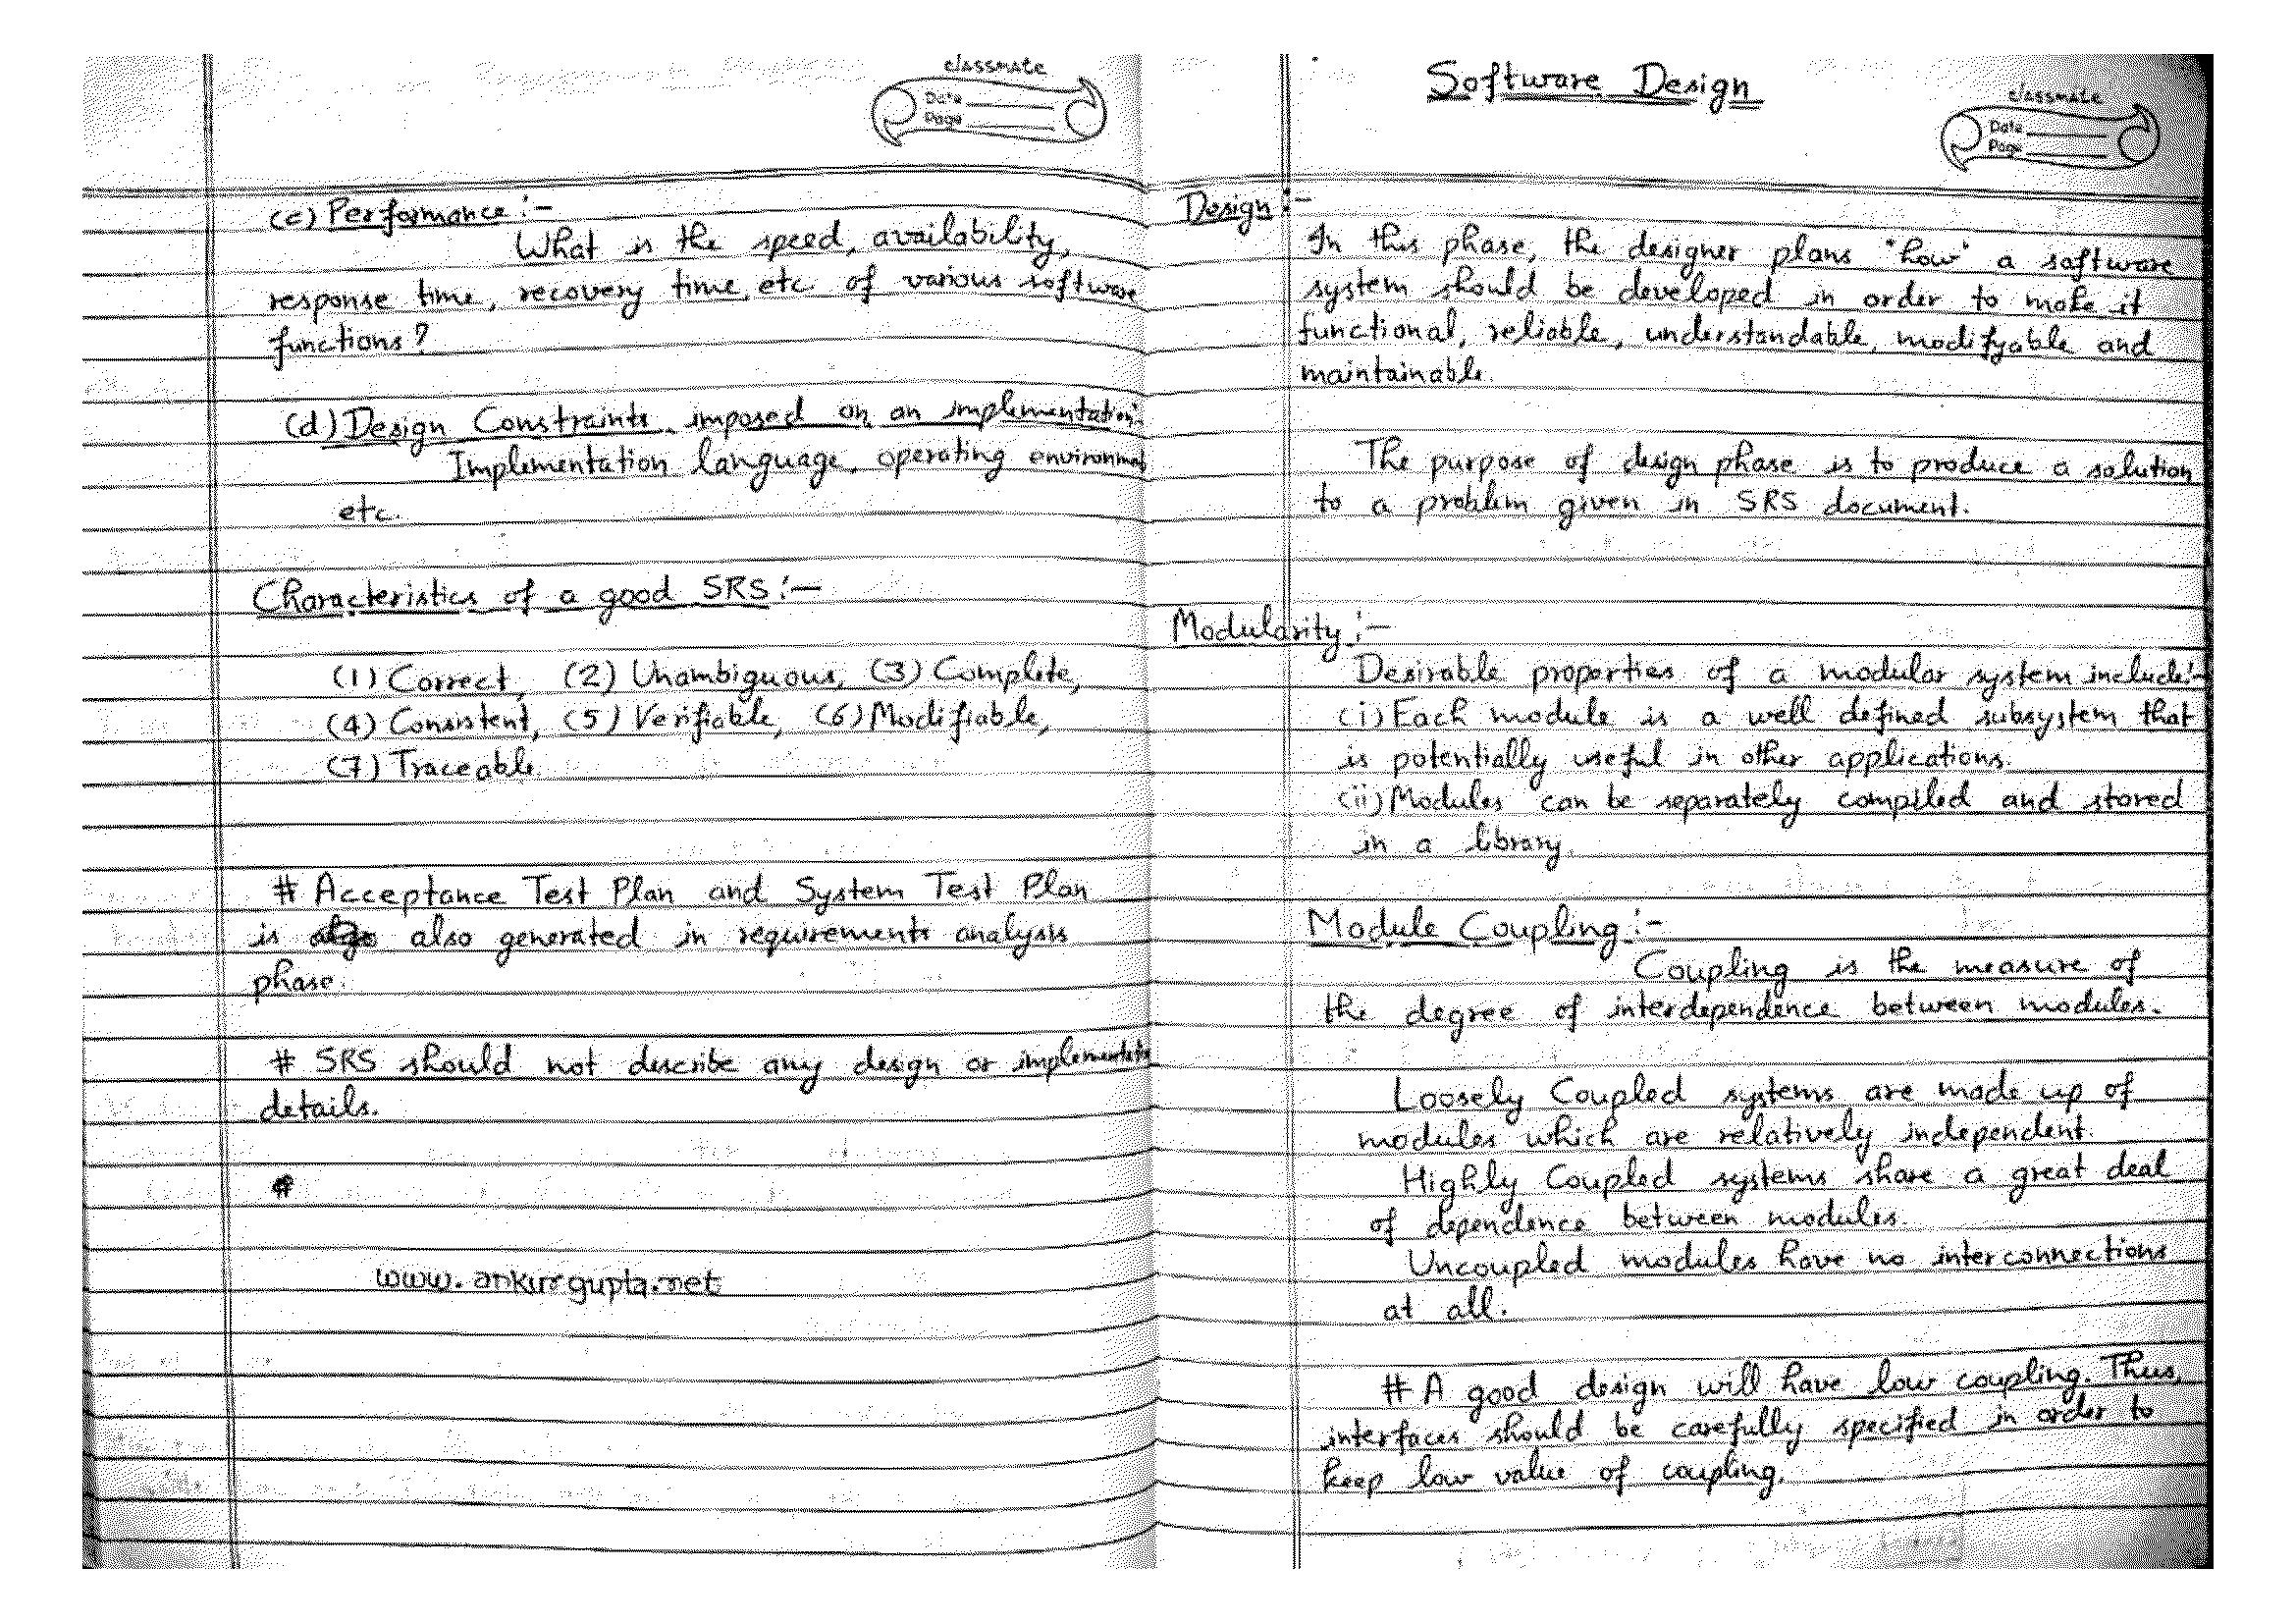 classmate
Date
Page
(c) Performance :-
What is the speed, availability,
response time, recovery time, etc. of various software
functions?
(d) Design Constraints imposed on an implementation:
Implementation language, operating environment
etc.
Characteristics of a good SRS :-
(1) Correct, (2) Unambiguous, (3) Complete,
(4) Consistent, (5) Verifiable, (6) Modifiable,
(7) Traceable.
# Acceptance Test Plan and System Test Plan
is also generated in requirements analysis
phase.
# SRS should not describe any design or
details.
#
www.ankurgupta.net
Software Design
classmate
Date
Page
Design :-
In this phase, the designer plans "how" a software
system should be developed in order to make it
functional, reliable, understandable, modifyable and
maintainable.
The purpose of design phase is to produce a solution
to a problem given in SRS document.
Modularity :-
Desirable properties of a modular system include:-
(i) Each module is a well defined subsystem that
is potentially useful in other applications.
(ii) Modules can be separately compiled and stored
in a library.
Module Coupling :-
Coupling is the measure of
the degree of interdependence between modules.
Loosely Coupled systems are made up of
modules which are relatively independent.
Highly Coupled systems share a great deal
of dependence between modules.
Uncoupled modules have no interconnections
at all.
# A good design will have low coupling. Thus,
interfaces should be carefully specified in order to
keep low value of coupling.